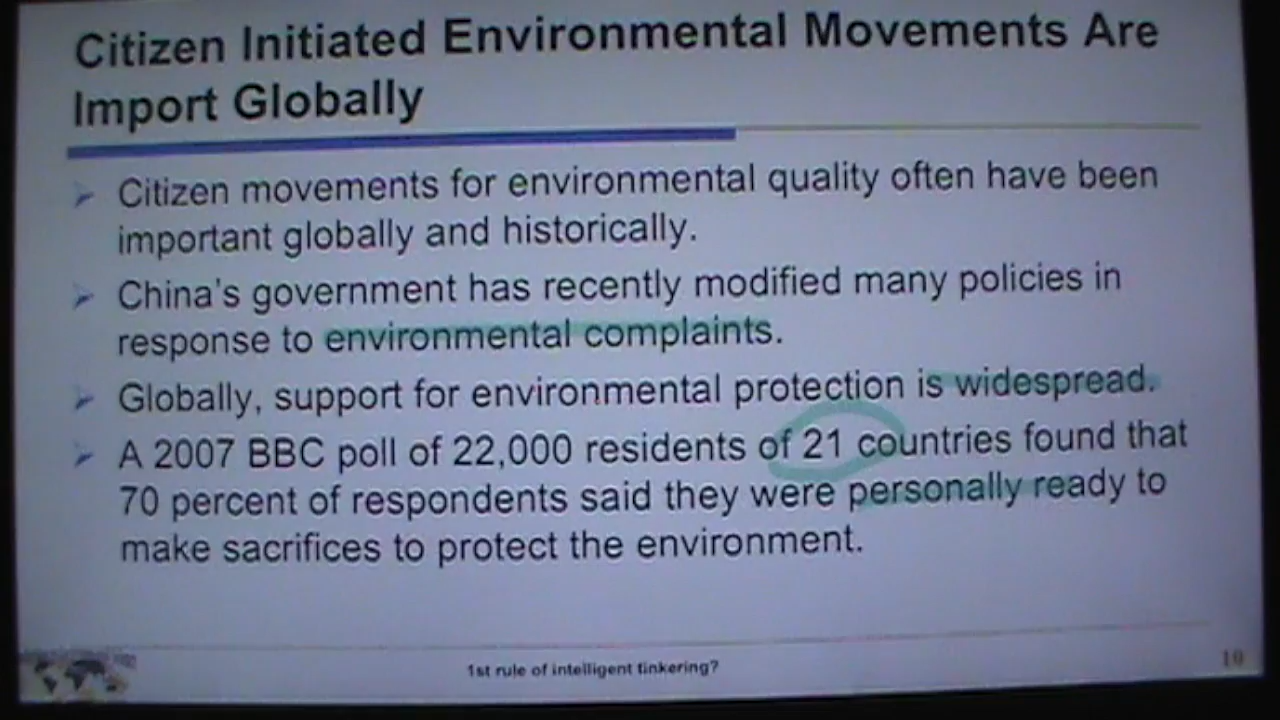 Citizen Initiated Environmental Movements Are
Import Globally
Citizen movements for environmental quality often have been
important globally and historically.
China's government has recently modified many policies in
response to environmental complaints.
Globally, support for environmental protection is widespread.
A 2007 BBC poll of 22,000 residents of 21 countries found that
70 percent of respondents said they were personally ready to
make sacrifices to protect the environment.
1st rule of intelligent tinkering?
10